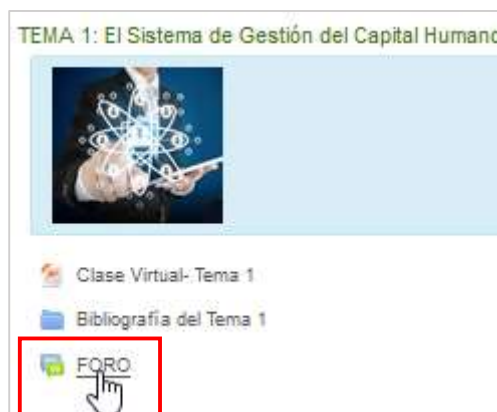 TEMA 1: El Sistema de Gestión del Capital Humano
Clase Virtual- Tema 1
Bibliografía del Tema 1
FORO